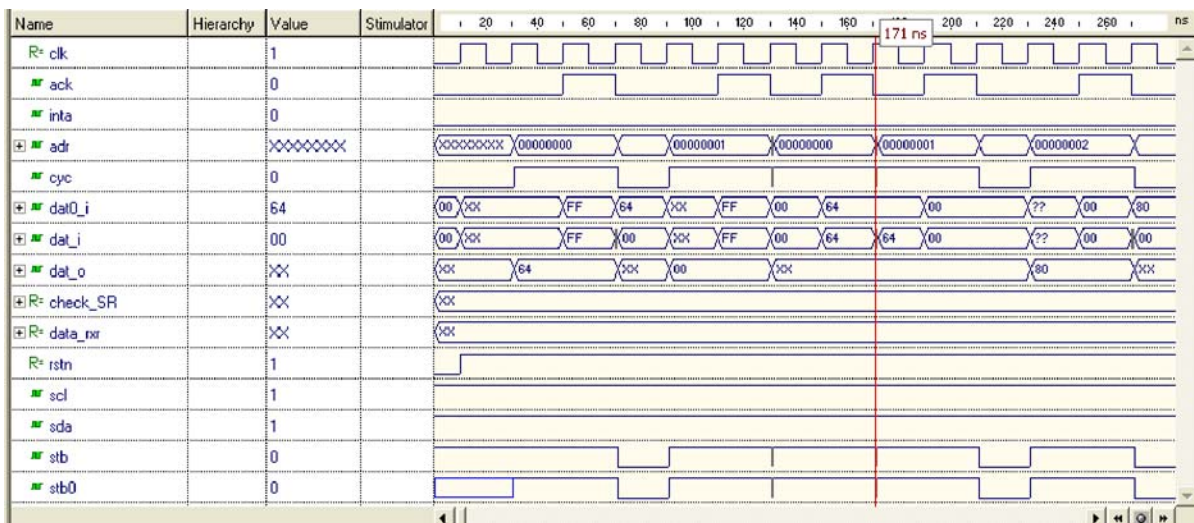 Name Hierarchy Value Stimulator 20 40 60 80 100 120 140 160 200 220 240 260 ns
171 ns
clk 1
ack 0
inta 0
adr XXXXXXXX XXXXXXXX 00000000 00000001 00000000 00000001 00000002
cyc 0
dat0_i 64 00 XX FF 64 XX FF 00 64 00 ?? 00 80
dat_i 00 00 XX FF 00 XX FF 00 64 64 00 ?? 00 00
dat_o XX XX 64 XX 00 XX 80 XX
check_SR XX XX
data_rxr XX XX
rstn 1
scl 1
sda 1
stb 0
stb0 0